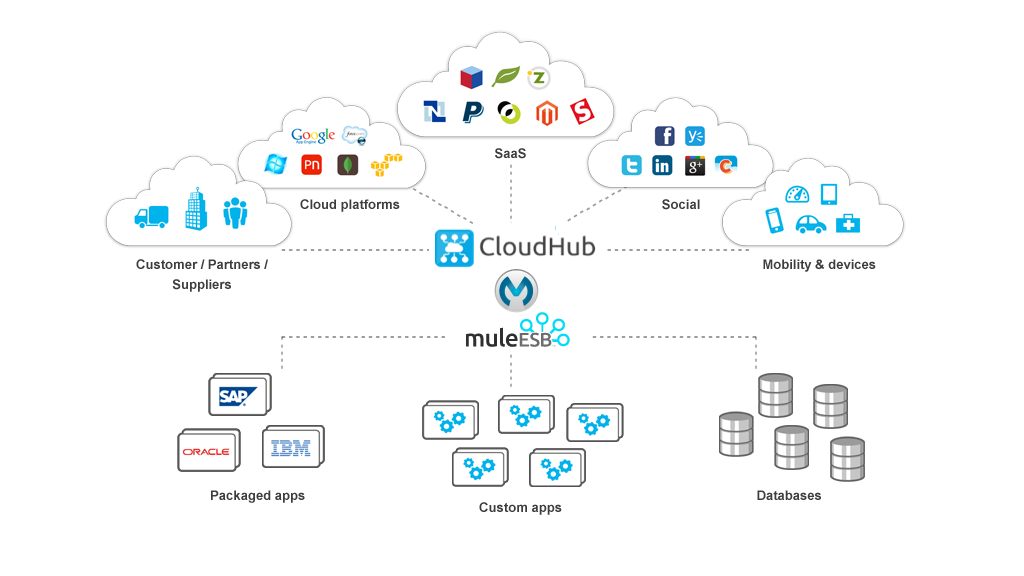 SaaS
Google
App Engine
Pn
Cloud platforms
Social
Customer / Partners /
Suppliers
CloudHub
Mobility & devices
muleESB
SAP
ORACLE
IBM
Packaged apps
Custom apps
Databases